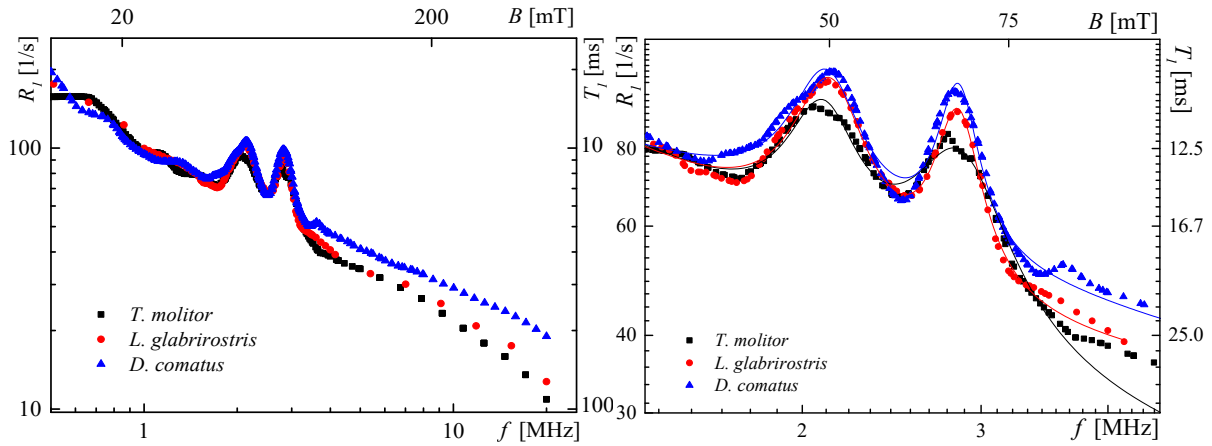 20 200 B [mT]
R₁ [1/s]
T₁ [ms]
100
10
10
100
T. molitor
L. glabrirostris
D. comatus
1 10
f [MHz]
50 75 B [mT]
R₁ [1/s]
T₁ [ms]
80 12.5
60 16.7
40 25.0
30
T. molitor
L. glabrirostris
D. comatus
2 3
f [MHz]